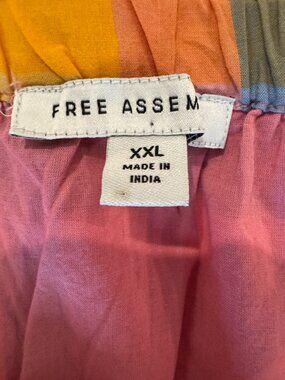 FREE ASSEM
XXL
MADE IN
INDIA